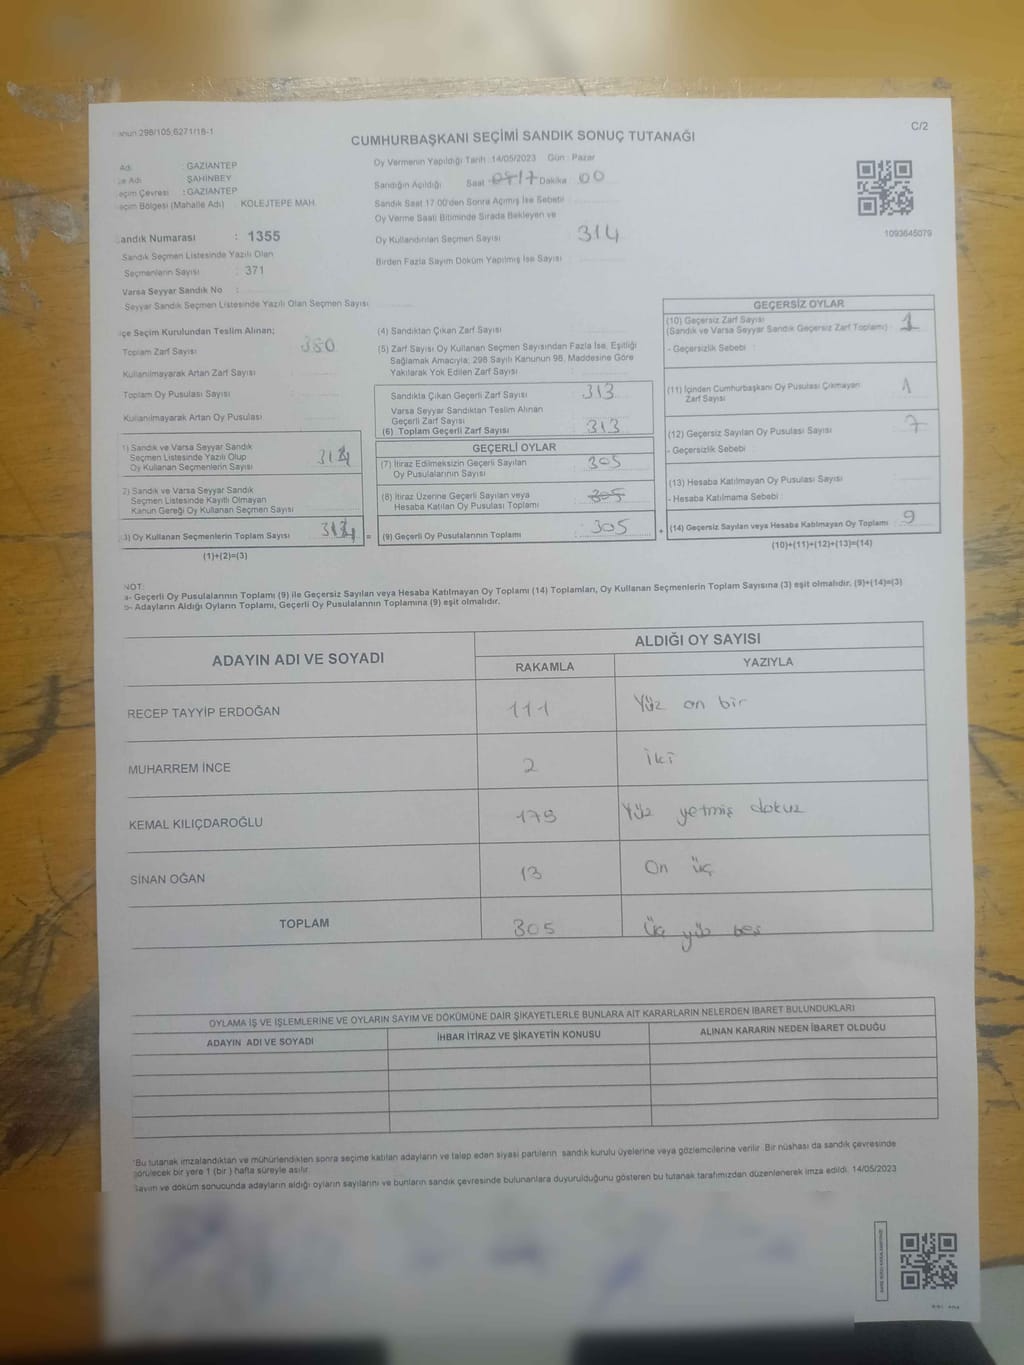 298/105,6271/16-1
C/2
CUMHURBAŞKANI SEÇİMİ SANDIK SONUÇ TUTANAĞI
Adı : GAZİANTEP
Adı : ŞAHİNBEY
eçim Çevresi : GAZİANTEP
eçim Bölgesi (Mahalle Adı) KOLEJTEPE MAH.
andık Numarası : 1355
Sandık Seçmen Listesinde Yazılı Olan
Seçmenlerin Sayısı : 371
Varsa Seyyar Sandık No :
Seyyar Sandık Seçmen Listesinde Yazılı Olan Seçmen Sayısı
Oy Vermenin Yapıldığı Tarih :14/05/2023 Gün : Pazar
Sandığın Açıldığı Saat 17 Dakika 00
Sandık Saat 17:00'den Sonra Açılmış İse Sebebi
Oy Verme Saati Bitiminde Sırada Bekleyen ve
Oy Kullandırılan Seçmen Sayısı 314
Birden Fazla Sayım Döküm Yapılmış İse Sayısı
1093645079
çe Seçim Kurulundan Teslim Alınan;
Toplam Zarf Sayısı 380
Kullanılmayarak Artan Zarf Sayısı
Toplam Oy Pusulası Sayısı
Kullanılmayarak Artan Oy Pusulası
1) Sandık ve Varsa Seyyar Sandık
Seçmen Listesinde Yazılı Olup
Oy Kullanan Seçmenlerin Sayısı 314
2) Sandık ve Varsa Seyyar Sandık
Seçmen Listesinde Kayıtlı Olmayan
Kanun Gereği Oy Kullanan Seçmen Sayısı
3) Oy Kullanan Seçmenlerin Toplam Sayısı 314 =
(1)+(2)=(3)
(4) Sandıktan Çıkan Zarf Sayısı
(5) Zarf Sayısı Oy Kullanan Seçmen Sayısından Fazla İse, Eşitliği
Sağlamak Amacıyla, 298 Sayılı Kanunun 98. Maddesine Göre
Yakılarak Yok Edilen Zarf Sayısı
Sandıkta Çıkan Geçerli Zarf Sayısı 313
Varsa Seyyar Sandıktan Teslim Alınan
Geçerli Zarf Sayısı
(6) Toplam Geçerli Zarf Sayısı 313
GEÇERLİ OYLAR
(7) İtiraz Edilmeksizin Geçerli Sayılan
Oy Pusulalarının Sayısı 305
(8) İtiraz Üzerine Geçerli Sayılan veya
Hesaba Katılan Oy Pusulası Toplamı 305
(9) Geçerli Oy Pusulalarının Toplamı 305 +
GEÇERSİZ OYLAR
(10) Geçersiz Zarf Sayısı
(Sandık ve Varsa Seyyar Sandık Geçersiz Zarf Toplamı) 1
- Geçersizlik Sebebi :
(11) İçinden Cumhurbaşkanı Oy Pusulası Çıkmayan
Zarf Sayısı 1
(12) Geçersiz Sayılan Oy Pusulası Sayısı 7
- Geçersizlik Sebebi
(13) Hesaba Katılmayan Oy Pusulası Sayısı
- Hesaba Katılmama Sebebi
(14) Geçersiz Sayılan veya Hesaba Katılmayan Oy Toplamı 9
(10)+(11)+(12)+(13)=(14)
NOT:
a- Geçerli Oy Pusulalarının Toplamı (9) ile Geçersiz Sayılan veya Hesaba Katılmayan Oy Toplamı (14) Toplamları, Oy Kullanan Seçmenlerin Toplam Sayısına (3) eşit olmalıdır. (9)+(14)=(3)
b- Adayların Aldığı Oyların Toplamı, Geçerli Oy Pusulalarının Toplamına (9) eşit olmalıdır.
ADAYIN ADI VE SOYADI
ALDIĞI OY SAYISI
RAKAMLA YAZIYLA
RECEP TAYYİP ERDOĞAN 111 Yüz on bir
MUHARREM İNCE 2 iki
KEMAL KILIÇDAROĞLU 179 Yüz yetmiş dokuz
SİNAN OĞAN 13 On üç
TOPLAM 305 Üç yüz beş
OYLAMA İŞ VE İŞLEMLERİNE VE OYLARIN SAYIM VE DÖKÜMÜNE DAİR ŞİKAYETLERLE BUNLARA AİT KARARLARIN NELERDEN İBARET BULUNDUKLARI
ADAYIN ADI VE SOYADI İHBAR İTİRAZ VE ŞİKAYETİN KONUSU ALINAN KARARIN NEDEN İBARET OLDUĞU
*Bu tutanak imzalandıktan ve mühürlendikten sonra seçime katılan adayların ve talep eden siyasi partilerin sandık kurulu üyelerine veya gözlemcilerine verilir. Bir nüshası da sandık çevresinde
görülecek bir yere 1 (bir) hafta süreyle asılır.
Sayım ve döküm sonucunda adayların aldığı oyların sayılarını ve bunların sandık çevresinde bulunanlara duyurulduğunu gösteren bu tutanak tarafımızdan düzenlenerek imza edildi. 14/05/2023